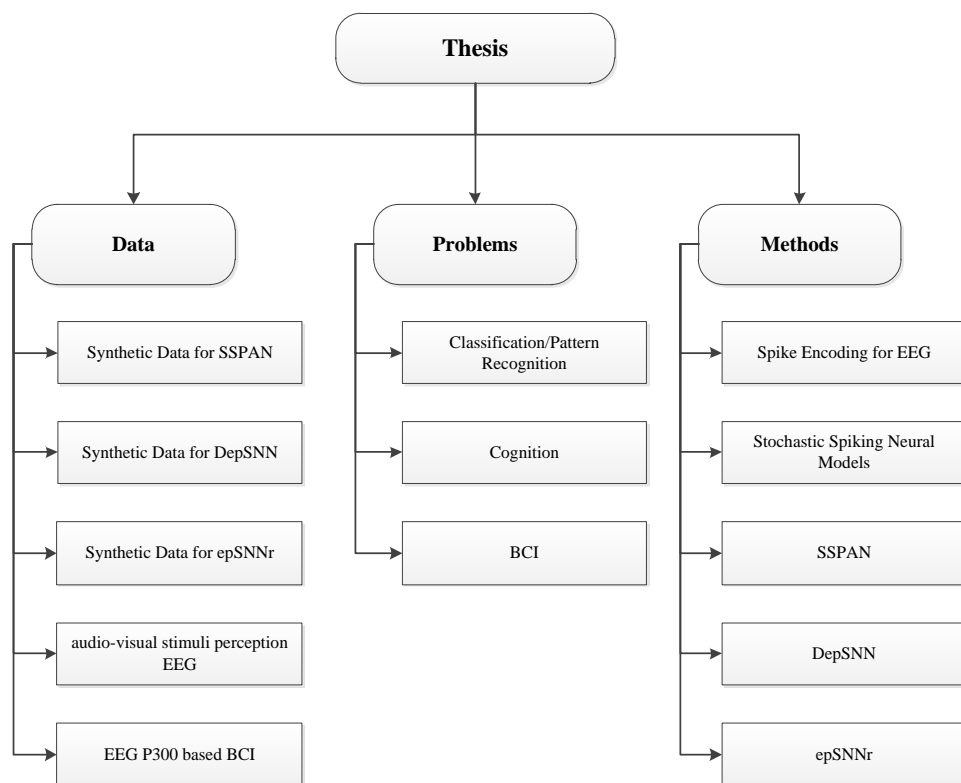 Thesis
Data
Synthetic Data for SSPAN
Synthetic Data for DepSNN
Synthetic Data for epSNNr
audio-visual stimuli perception
EEG
EEG P300 based BCI
Problems
Classification/Pattern
Recognition
Cognition
BCI
Methods
Spike Encoding for EEG
Stochastic Spiking Neural
Models
SSPAN
DepSNN
epSNNr